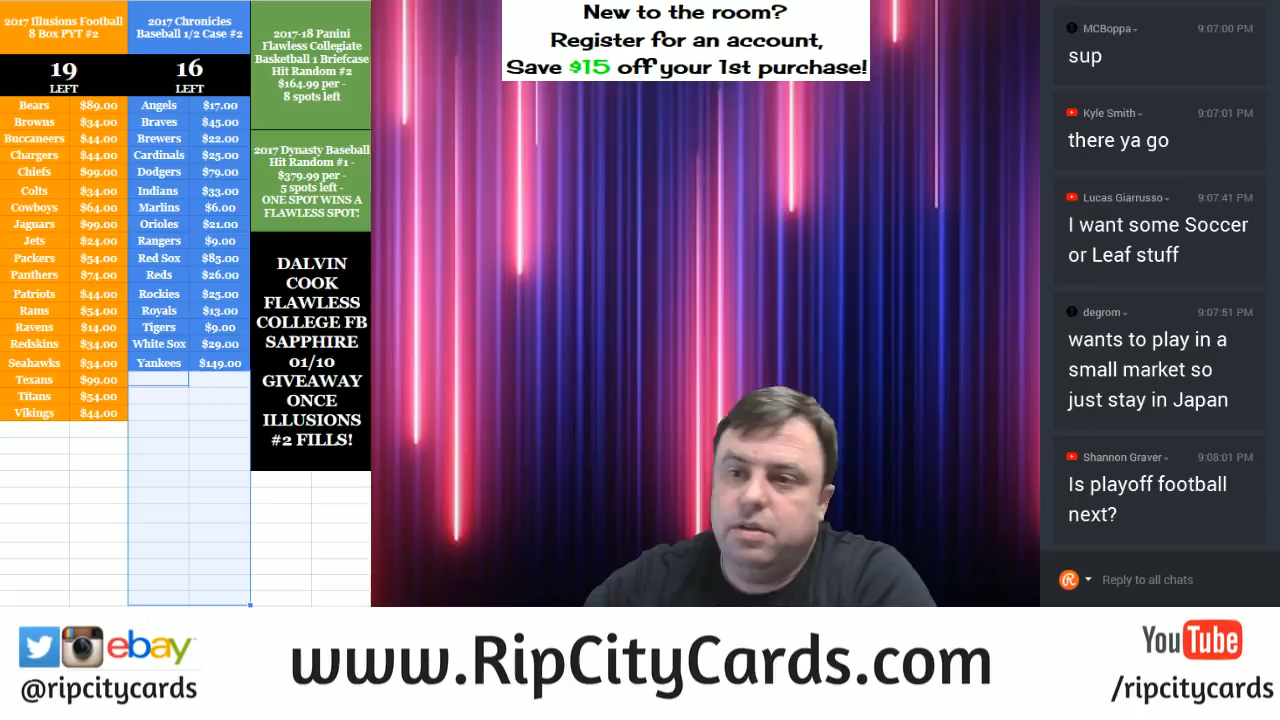 2017 Illusions Football
8 Box PYT #2
19
LEFT
Bears $89.00
Browns $34.00
Buccaneers $44.00
Chargers $44.00
Chiefs $99.00
Colts $34.00
Cowboys $64.00
Jaguars $99.00
Jets $24.00
Packers $54.00
Panthers $74.00
Patriots $44.00
Rams $54.00
Ravens $14.00
Redskins $34.00
Seahawks $34.00
Texans $99.00
Titans $54.00
Vikings $44.00
2017 Chronicles
Baseball 1/2 Case #2
16
LEFT
Angels $17.00
Braves $45.00
Brewers $22.00
Cardinals $25.00
Dodgers $79.00
Indians $33.00
Marlins $6.00
Orioles $21.00
Rangers $9.00
Red Sox $85.00
Reds $26.00
Rockies $25.00
Royals $13.00
Tigers $9.00
White Sox $29.00
Yankees $149.00
2017-18 Panini
Flawless Collegiate
Basketball 1 Briefcase
Hit Random #2
$164.99 per -
8 spots left
2017 Dynasty Baseball
Hit Random #1 -
$379.99 per -
5 spots left -
ONE SPOT WINS A
FLAWLESS SPOT!
DALVIN
COOK
FLAWLESS
COLLEGE FB
SAPPHIRE
01/10
GIVEAWAY
ONCE
ILLUSIONS
#2 FILLS!
New to the room?
Register for an account,
Save $15 off your 1st purchase!
MCBoppa 9:07:00 PM
sup
Kyle Smith 9:07:01 PM
there ya go
Lucas Giarrusso 9:07:41 PM
I want some Soccer
or Leaf stuff
degrom 9:07:51 PM
wants to play in a
small market so
just stay in Japan
Shannon Graver 9:08:01 PM
Is playoff football
next?
R Reply to all chats
ebay
@ripcitycards
www.RipCityCards.com
YouTube
/ripcitycards